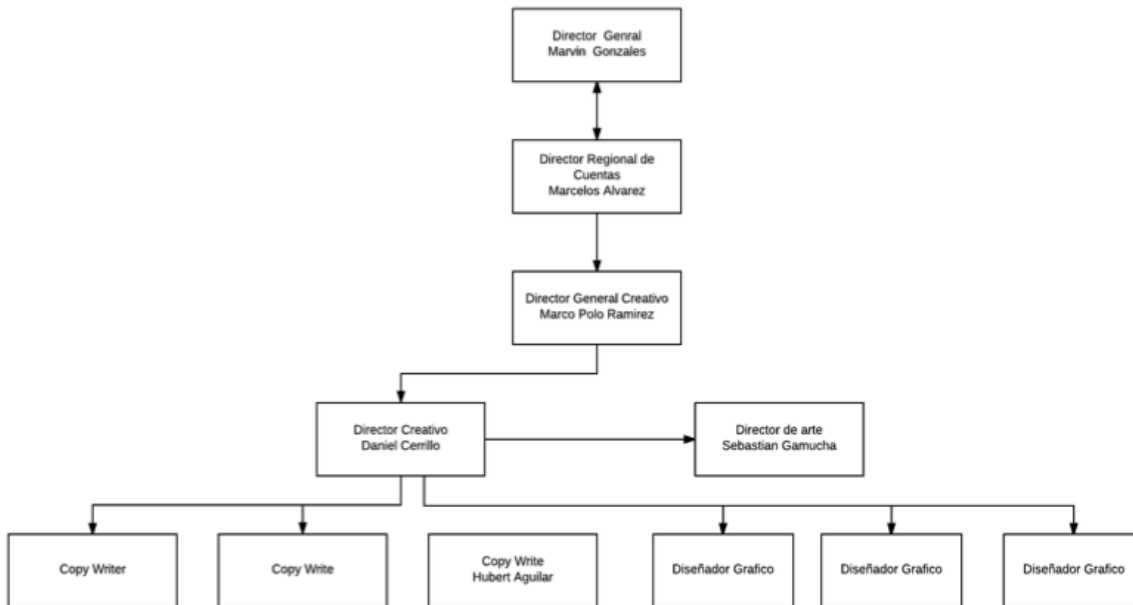 Director Genral
Marvin Gonzales
Director Regional de
Cuentas
Marcelos Alvarez
Director General Creativo
Marco Polo Ramirez
Director Creativo
Daniel Cerrillo
Director de arte
Sebastian Gamucha
Copy Writer
Copy Write
Copy Write
Hubert Aguilar
Diseñador Grafico
Diseñador Grafico
Diseñador Grafico